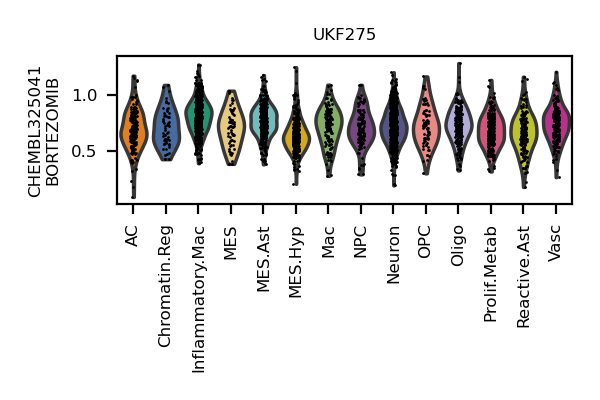 UKF275
CHEMBL325041
BORTEZOMIB
1.0
0.5
AC
Chromatin.Reg
Inflammatory.Mac
MES
MES.Ast
MES.Hyp
Mac
NPC
Neuron
OPC
Oligo
Prolif.Metab
Reactive.Ast
Vasc